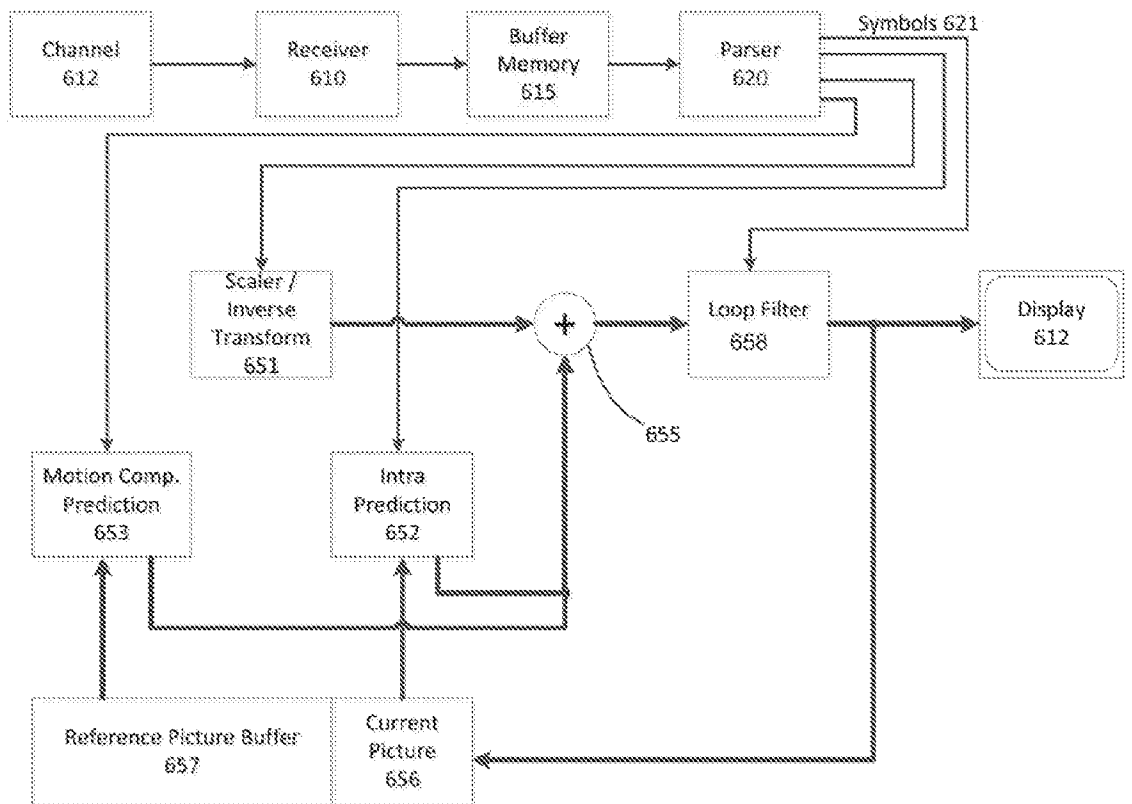 Channel
612
Receiver
610
Buffer
Memory
615
Parser
620
Symbols 621
Scaler /
Inverse
Transform
651
+
655
Loop Filter
658
Display
612
Motion Comp.
Prediction
653
Intra
Prediction
652
Reference Picture Buffer
657
Current
Picture
656